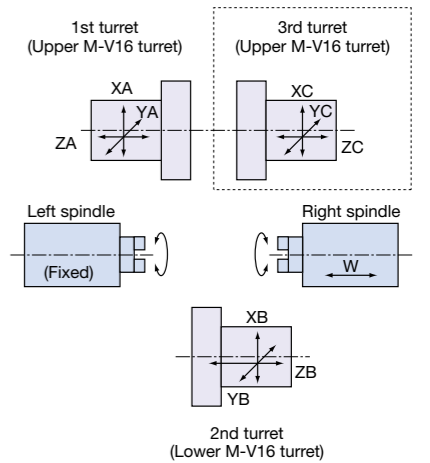 1st turret
(Upper M-V16 turret)
3rd turret
(Upper M-V16 turret)
XA
YA
ZA
XC
YC
ZC
Left spindle
(Fixed)
Right spindle
W
XB
ZB
YB
2nd turret
(Lower M-V16 turret)